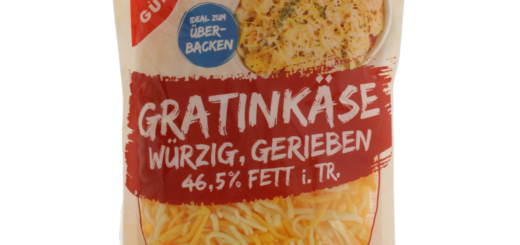 IDEAL ZUM
ÜBER-
BACKEN
GRATINKÄSE
WÜRZIG, GERIEBEN
46,5% FETT i. TR.